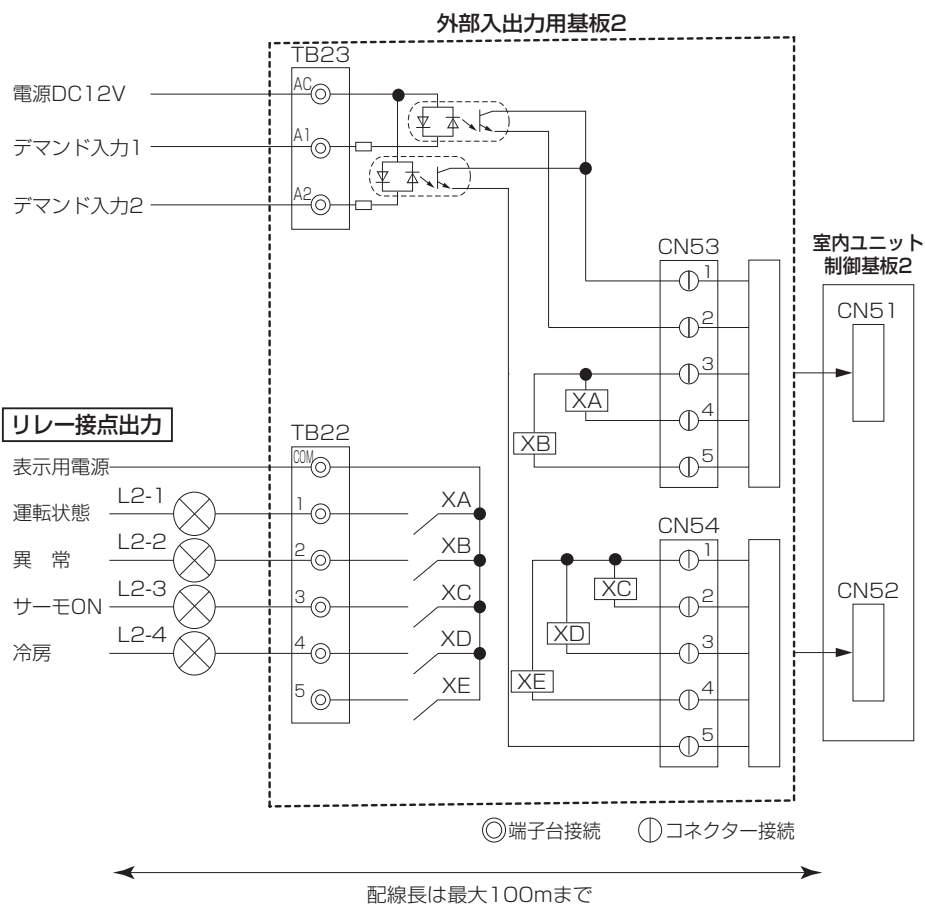 外部入出力用基板2
TB23
電源DC12V
AC
デマンド入力1
A1
デマンド入力2
A2
CN53
1
2
3
4
5
XA
XB
室内ユニット
制御基板2
CN51
CN52
リレー接点出力
TB22
表示用電源
COM
運転状態
L2-1
1
XA
異 常
L2-2
2
XB
サーモON
L2-3
3
XC
冷房
L2-4
4
XD
5
XE
CN54
1
2
3
4
5
XC
XD
XE
端子台接続
コネクター接続
配線長は最大100mまで